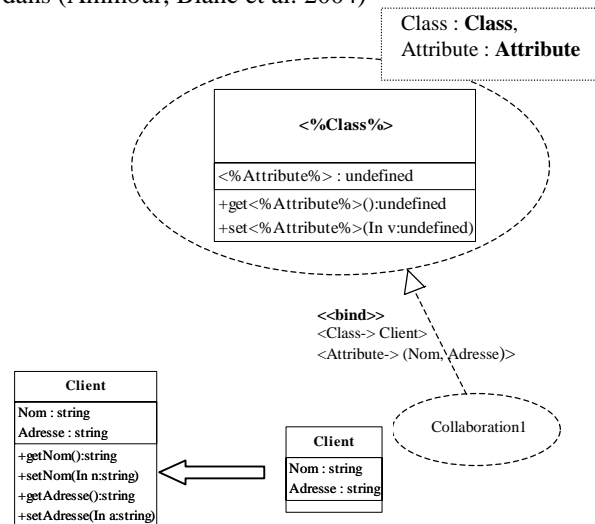 dans (Ammour, Blanc et al. 2004)
Class : Class,
Attribute : Attribute
<%Class%>
<%Attribute%> : undefined
+get<%Attribute%>():undefined
+set<%Attribute%>(In v:undefined)
<<bind>>
<Class-> Client>
<Attribute-> (Nom, Adresse)>
Collaboration1
Client
Nom : string
Adresse : string
+getNom():string
+setNom(In n:string)
+getAdresse():string
+setAdresse(In a:string)
Client
Nom : string
Adresse : string